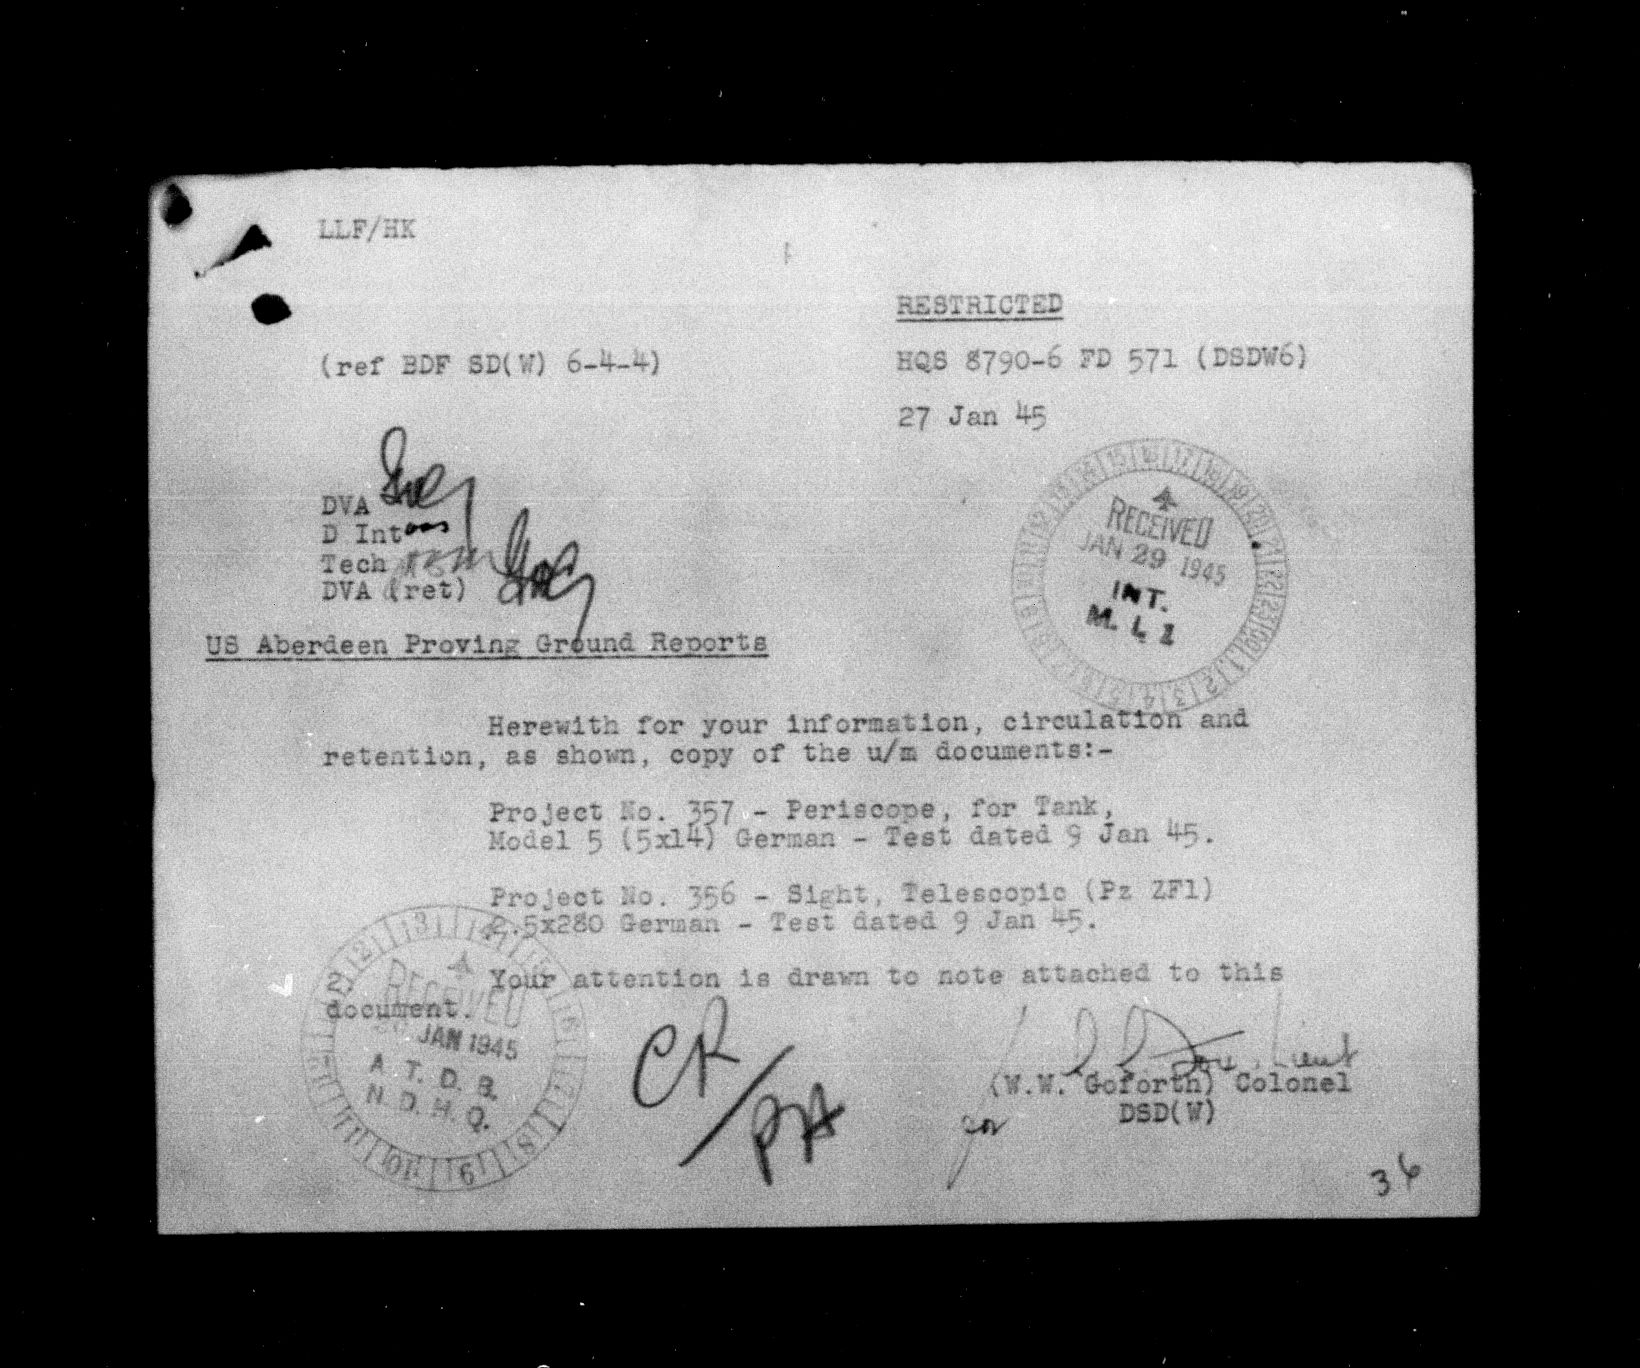 LLF/HK
RESTRICTED
(ref BDF SD(W) 6-4-4)
HQS 8790-6 FD 571 (DSDW6)
27 Jan 45
DVA
D Int
Tech
DVA (ret)
RECEIVED
JAN 29 1945
INT.
M. I. 1
US Aberdeen Proving Ground Reports
Herewith for your information, circulation and
retention, as shown, copy of the u/m documents:-
Project No. 357 - Periscope, for Tank,
Model 5 (5x14) German - Test dated 9 Jan 45.
Project No. 356 - Sight, Telescopic (Pz ZF1)
2.5x280 German - Test dated 9 Jan 45.
2. Your attention is drawn to note attached to this
document.
RECEIVED
JAN 1945
A. T. D. B.
N. D. H. Q.
CR/PA
Lieut
for
(W.W. Goforth) Colonel
DSD(W)
36